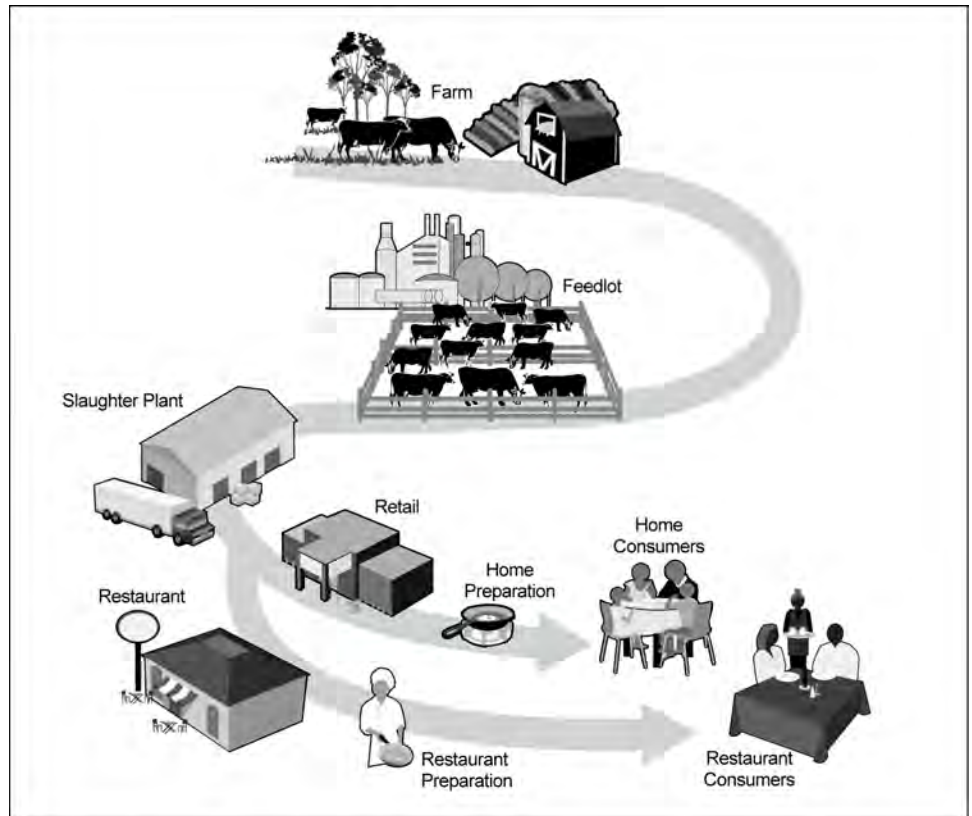 Farm
Feedlot
Slaughter Plant
Retail
Home
Consumers
Home
Preparation
Restaurant
Restaurant
Preparation
Restaurant
Consumers